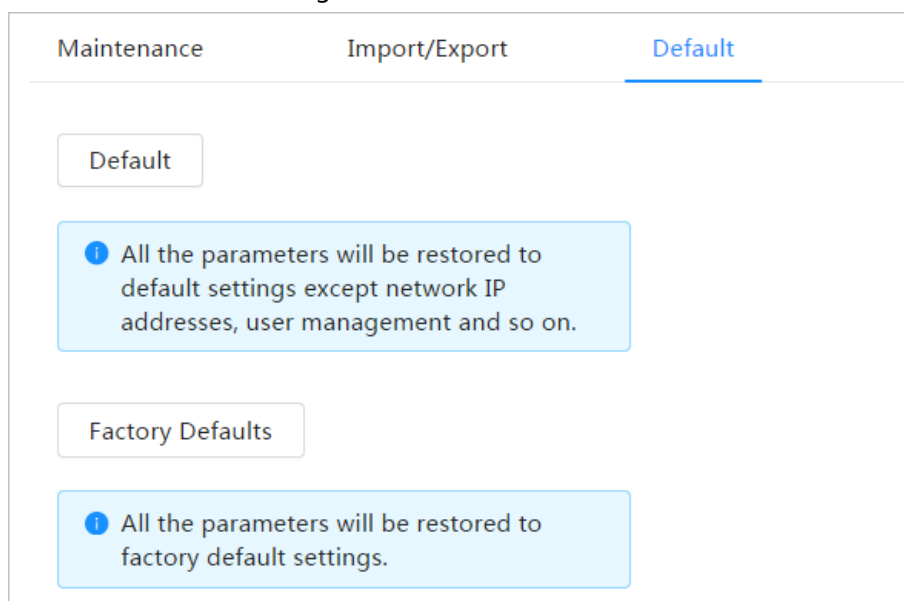 Maintenance Import/Export Default
Default
All the parameters will be restored to
default settings except network IP
addresses, user management and so on.
Factory Defaults
All the parameters will be restored to
factory default settings.